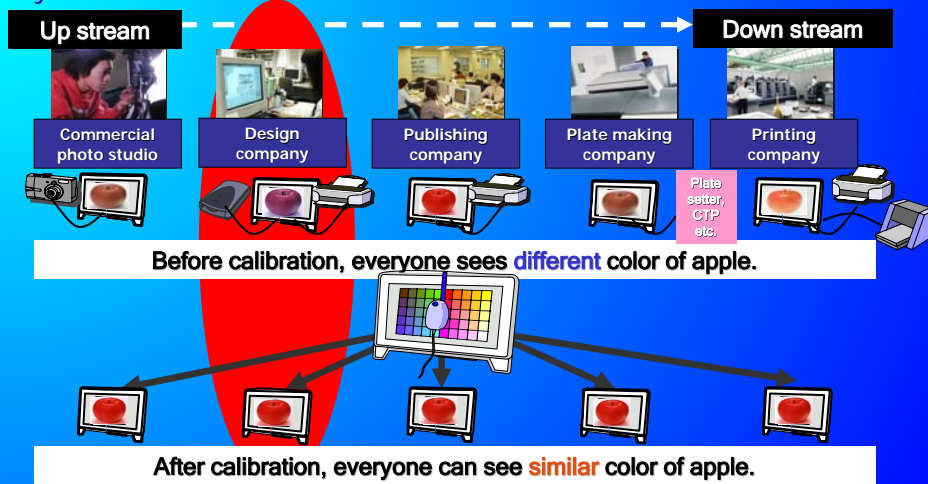 Up stream
Down stream
Commercial
photo studio
Design
company
Publishing
company
Plate making
company
Printing
company
Plate
setter,
CTP
etc.
Before calibration, everyone sees different color of apple.
After calibration, everyone can see similar color of apple.